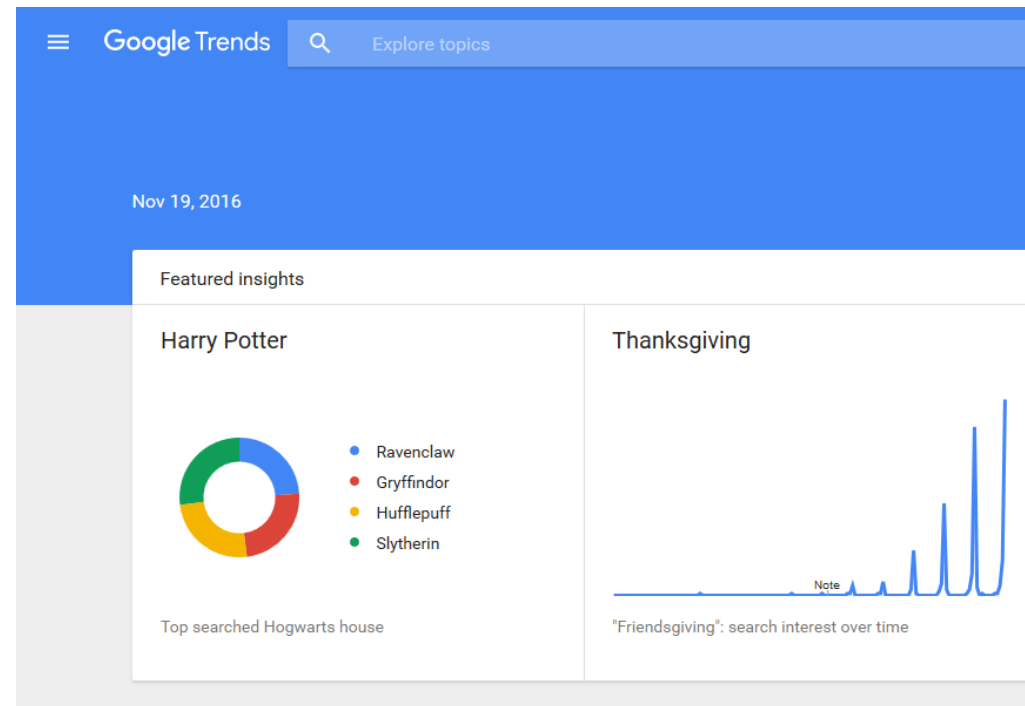 Google Trends
Explore topics
Nov 19, 2016
Featured insights
Harry Potter
Ravenclaw
Gryffindor
Hufflepuff
Slytherin
Top searched Hogwarts house
Thanksgiving
Note
"Friendsgiving": search interest over time